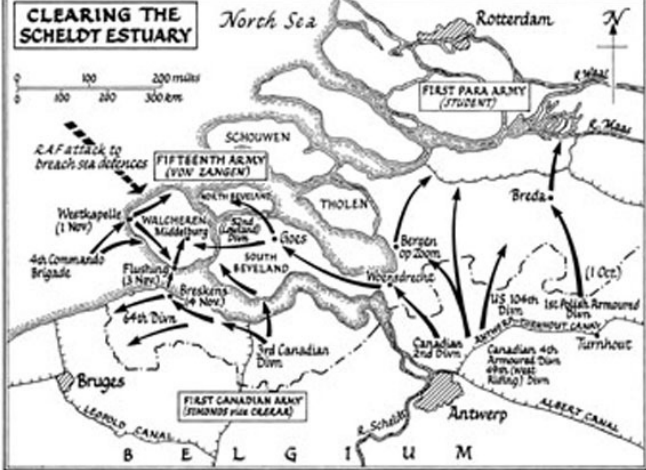 CLEARING THE
SCHELDT ESTUARY
North Sea
Rotterdam
N
0 100 200 miles
0 100 200 300 km
R. Waal
FIRST PARA ARMY
(STUDENT)
R. Maas
R.A.F attack to
breach sea defences
SCHOUWEN
FIFTEENTH ARMY
(VON ZANGEN)
NORTH BEVELAND
THOLEN
Breda
Westkapelle
(1 Nov)
WALCHEREN
Middelburg
52nd
(Lowland)
Divn
Goes
Bergen
op Zoom
4th Commando
Brigade
SOUTH
BEVELAND
Flushing
(3 Nov)
Woensdrecht
(1 Oct.)
Breskens
(4 Nov.)
US 104th
Divn
1st Polish Armoured
Divn
64th Divn
ANTWERP-TURNHOUT CANAL
Turnhout
3rd Canadian
Divn
Canadian
2nd Divn
Canadian 4th
Armoured Divn
49th (West
Riding) Divn
Bruges
FIRST CANADIAN ARMY
(SIMONDS vice CRERAR)
Antwerp
ALBERT CANAL
LEOPOLD CANAL
R. Scheldt
B E L G I U M